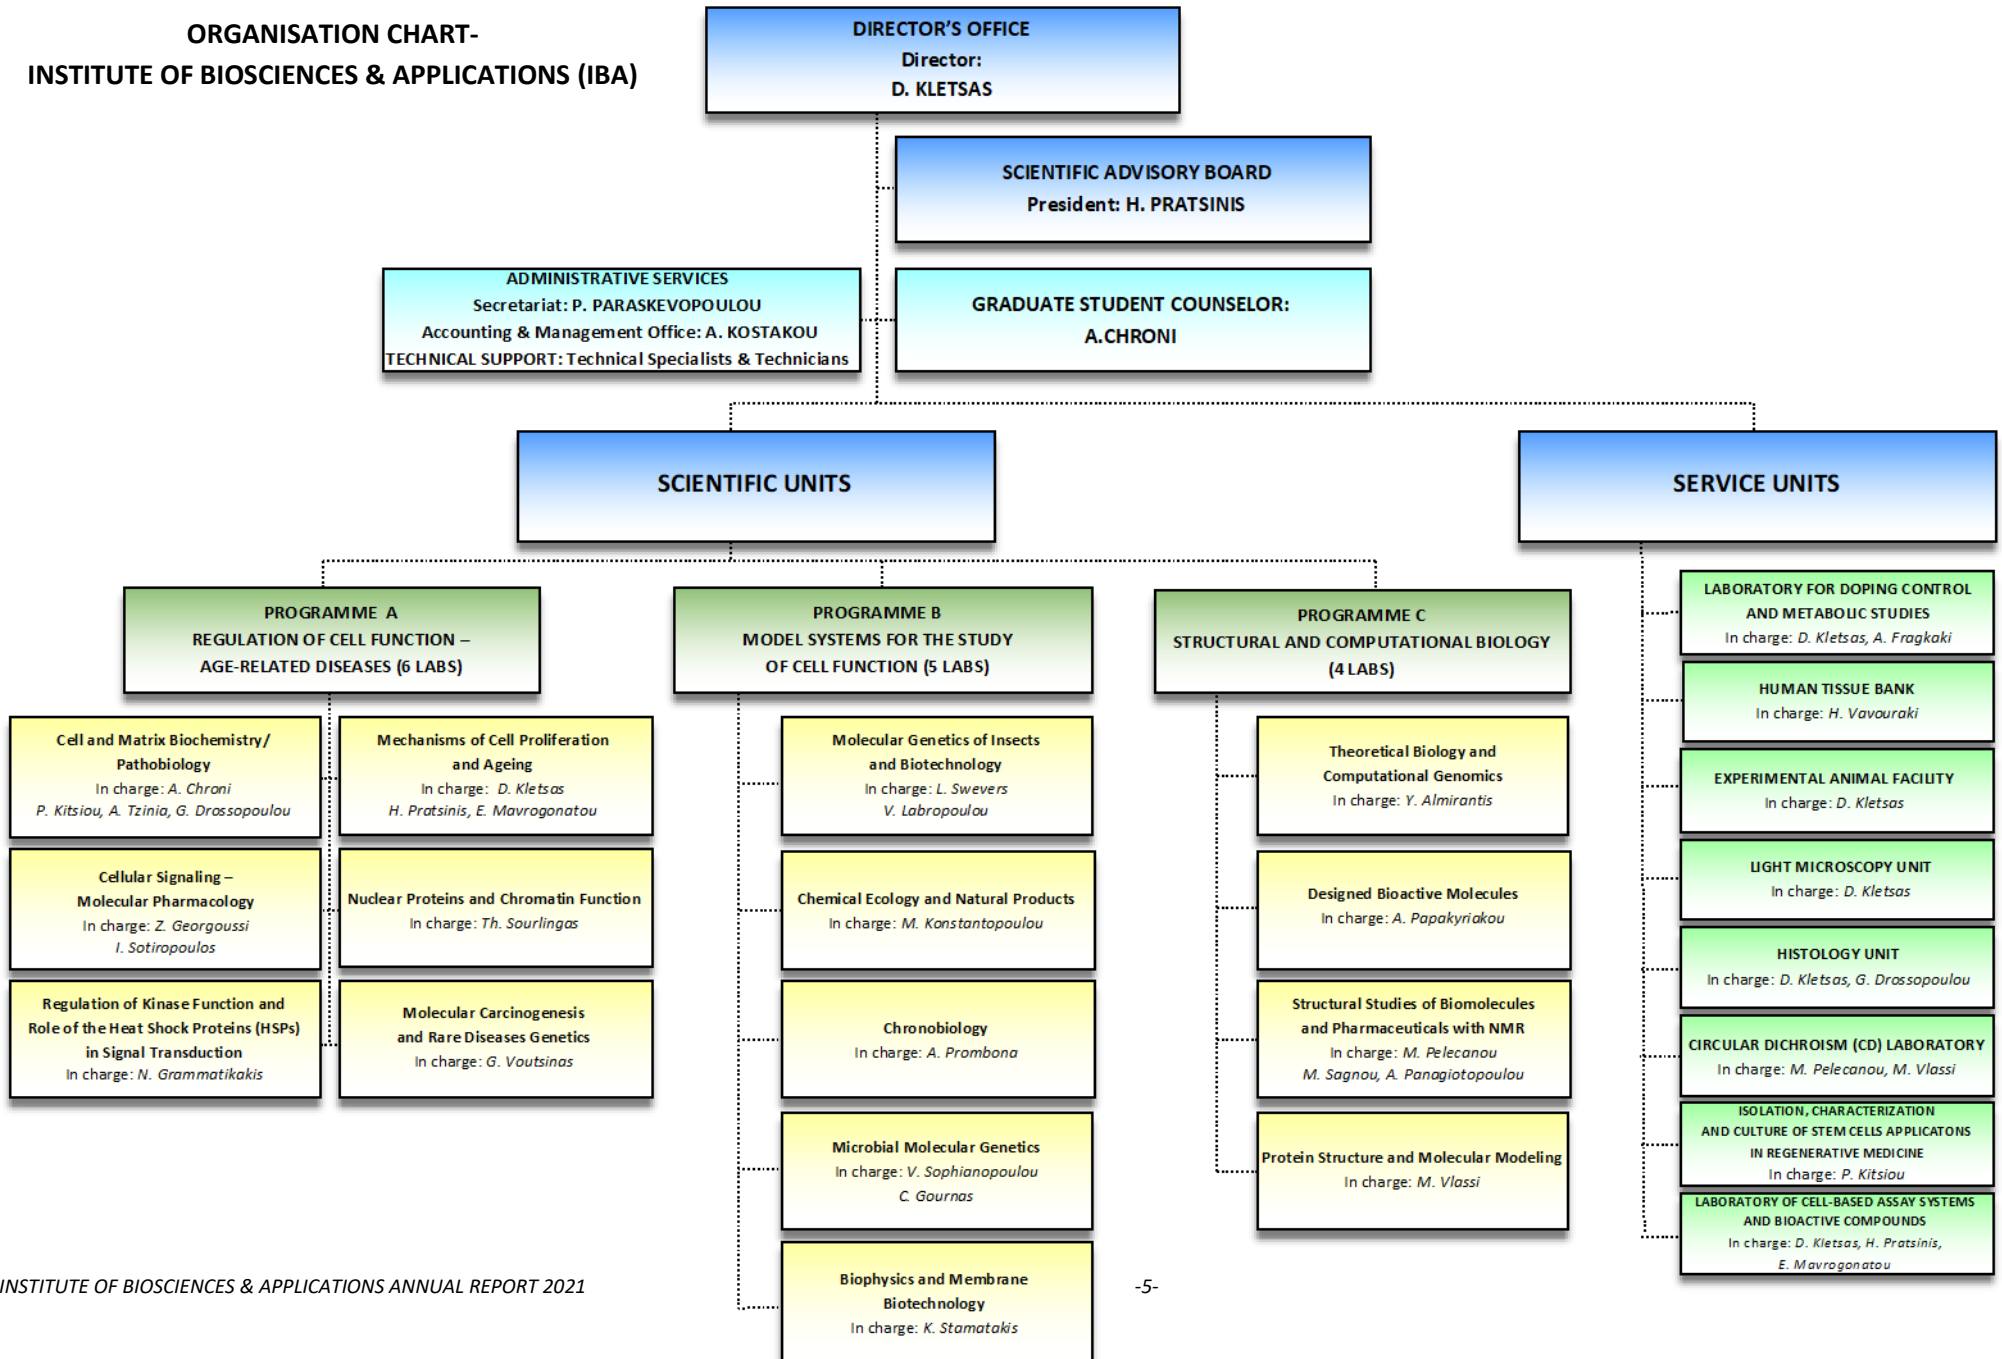 ORGANISATION CHART-
INSTITUTE OF BIOSCIENCES & APPLICATIONS (IBA)
DIRECTOR’S OFFICE
Director:
D. KLETSAS
SCIENTIFIC ADVISORY BOARD
President: H. PRATSINIS
ADMINISTRATIVE SERVICES
Secretariat: P. PARASKEVOPOULOU
Accounting & Management Office: A. KOSTAKOU
TECHNICAL SUPPORT: Technical Specialists & Technicians
GRADUATE STUDENT COUNSELOR:
A.CHRONI
SCIENTIFIC UNITS
SERVICE UNITS
PROGRAMME A
REGULATION OF CELL FUNCTION –
AGE-RELATED DISEASES (6 LABS)
Cell and Matrix Biochemistry/
Pathobiology
In charge: A. Chroni
P. Kitsiou, A. Tzinia, G. Drossopoulou
Mechanisms of Cell Proliferation
and Ageing
In charge: D. Kletsas
H. Pratsinis, E. Mavrogonatou
Cellular Signaling –
Molecular Pharmacology
In charge: Z. Georgoussi
I. Sotiropoulos
Nuclear Proteins and Chromatin Function
In charge: Th. Sourlingas
Regulation of Kinase Function and
Role of the Heat Shock Proteins (HSPs)
in Signal Transduction
In charge: N. Grammatikakis
Molecular Carcinogenesis
and Rare Diseases Genetics
In charge: G. Voutsinas
PROGRAMME B
MODEL SYSTEMS FOR THE STUDY
OF CELL FUNCTION (5 LABS)
Molecular Genetics of Insects
and Biotechnology
In charge: L. Swevers
V. Labropoulou
Chemical Ecology and Natural Products
In charge: M. Konstantopoulou
Chronobiology
In charge: A. Prombona
Microbial Molecular Genetics
In charge: V. Sophianopoulou
C. Gournas
Biophysics and Membrane
Biotechnology
In charge: K. Stamatakis
PROGRAMME C
STRUCTURAL AND COMPUTATIONAL BIOLOGY
(4 LABS)
Theoretical Biology and
Computational Genomics
In charge: Y. Almirantis
Designed Bioactive Molecules
In charge: A. Papakyriakou
Structural Studies of Biomolecules
and Pharmaceuticals with NMR
In charge: M. Pelecanou
M. Sagnou, A. Panagiotopoulou
Protein Structure and Molecular Modeling
In charge: M. Vlassi
LABORATORY FOR DOPING CONTROL
AND METABOLIC STUDIES
In charge: D. Kletsas, A. Fragkaki
HUMAN TISSUE BANK
In charge: H. Vavouraki
EXPERIMENTAL ANIMAL FACILITY
In charge: D. Kletsas
LIGHT MICROSCOPY UNIT
In charge: D. Kletsas
HISTOLOGY UNIT
In charge: D. Kletsas, G. Drossopoulou
CIRCULAR DICHROISM (CD) LABORATORY
In charge: M. Pelecanou, M. Vlassi
ISOLATION, CHARACTERIZATION
AND CULTURE OF STEM CELLS APPLICATONS
IN REGENERATIVE MEDICINE
In charge: P. Kitsiou
LABORATORY OF CELL-BASED ASSAY SYSTEMS
AND BIOACTIVE COMPOUNDS
In charge: D. Kletsas, H. Pratsinis,
E. Mavrogonatou
INSTITUTE OF BIOSCIENCES & APPLICATIONS ANNUAL REPORT 2021
-5-